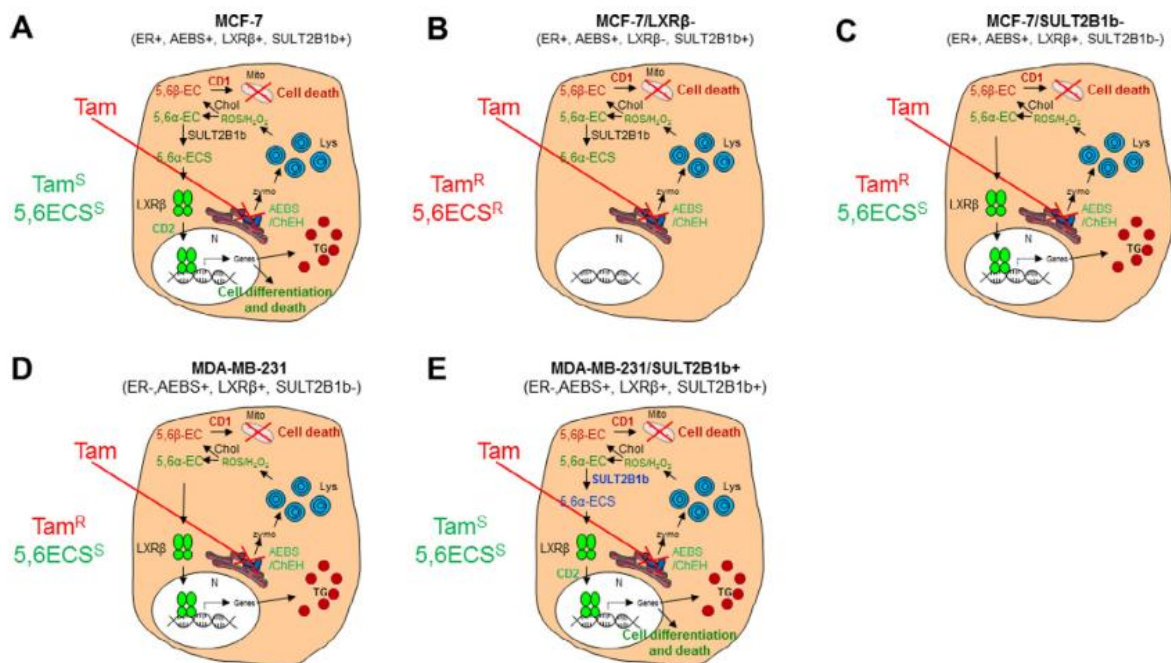 A
MCF-7
(ER+, AEBS+, LXRβ+, SULT2B1b+)
Tam
Tam^S
5,6ECS^S
5,6β-EC
CD1
Mito
Cell death
Chol
5,6α-EC
ROS/H₂O₂
SULT2B1b
Lys
5,6α-ECS
LXRβ
zymo
AEBS
/ChEH
CD2
N
Genes
TG
Cell differentiation
and death
B
MCF-7/LXRβ-
(ER+, AEBS+, LXRβ-, SULT2B1b+)
Tam
Tam^R
5,6ECS^R
5,6β-EC
CD1
Mito
Cell death
Chol
5,6α-EC
ROS/H₂O₂
SULT2B1b
Lys
5,6α-ECS
zymo
AEBS
/ChEH
N
C
MCF-7/SULT2B1b-
(ER+, AEBS+, LXRβ+, SULT2B1b-)
Tam
Tam^R
5,6ECS^S
5,6β-EC
CD1
Mito
Cell death
Chol
5,6α-EC
ROS/H₂O₂
Lys
LXRβ
zymo
AEBS
/ChEH
N
Genes
TG
D
MDA-MB-231
(ER-,AEBS+, LXRβ+, SULT2B1b-)
Tam
Tam^R
5,6ECS^S
5,6β-EC
CD1
Mito
Cell death
Chol
5,6α-EC
ROS/H₂O₂
Lys
LXRβ
zymo
AEBS
/ChEH
N
Genes
TG
E
MDA-MB-231/SULT2B1b+
(ER-,AEBS+, LXRβ+, SULT2B1b+)
Tam
Tam^S
5,6ECS^S
5,6β-EC
CD1
Mito
Cell death
Chol
5,6α-EC
ROS/H₂O₂
SULT2B1b
Lys
5,6α-ECS
LXRβ
zymo
AEBS
/ChEH
CD2
N
Genes
TG
Cell differentiation
and death